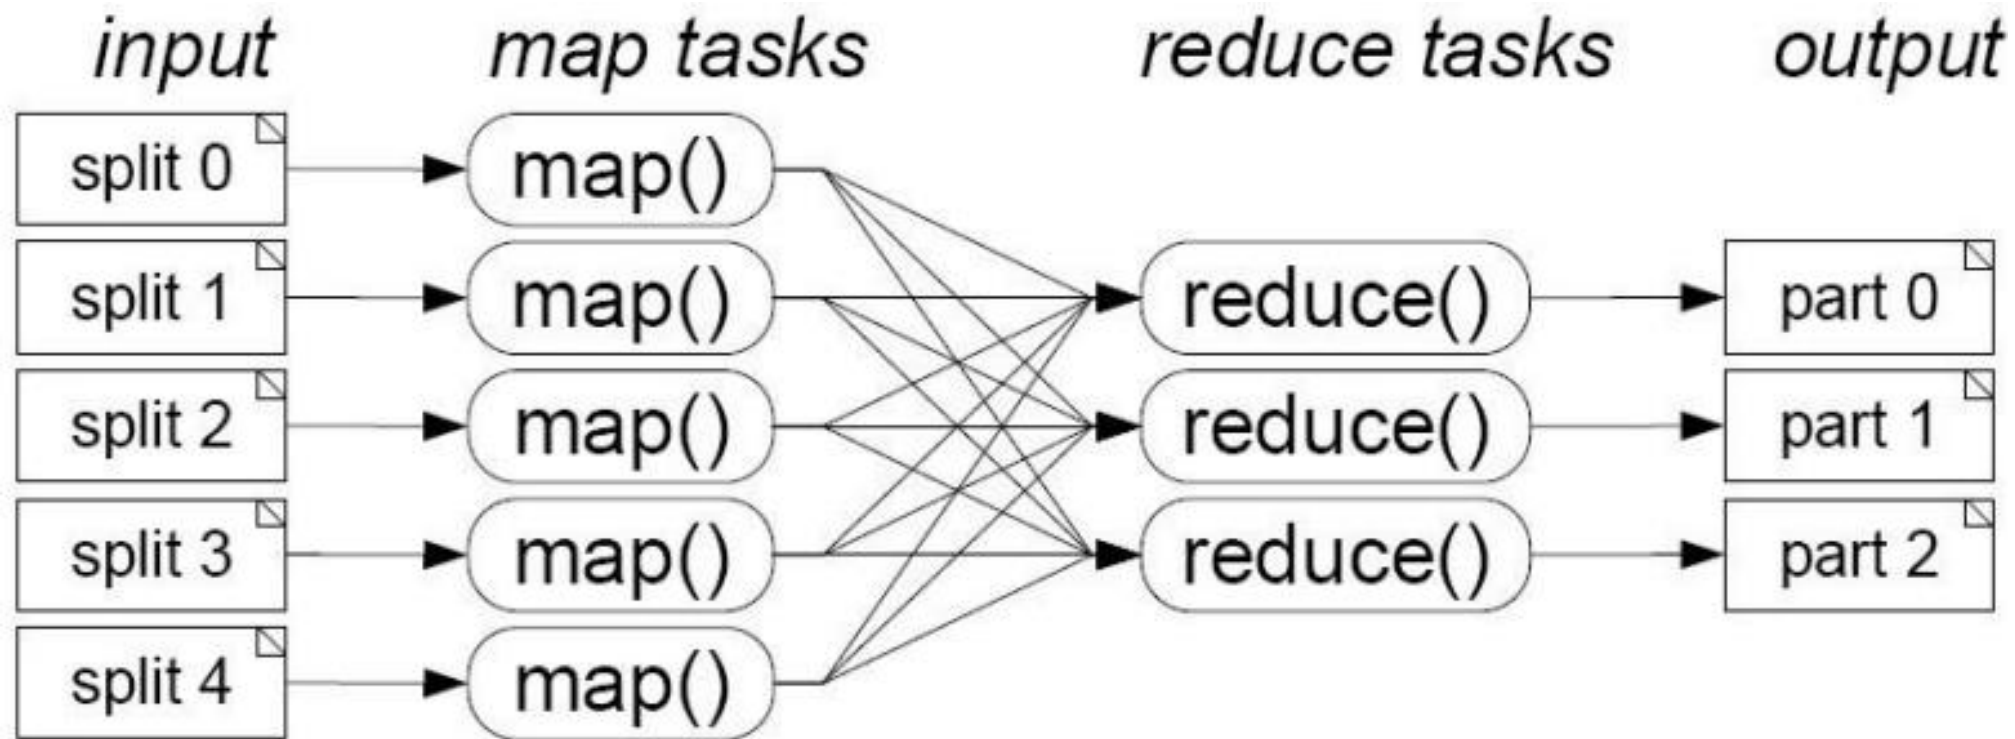 input map tasks reduce tasks output
split 0 map()
split 1 map() reduce() part 0
split 2 map() reduce() part 1
split 3 map() reduce() part 2
split 4 map()